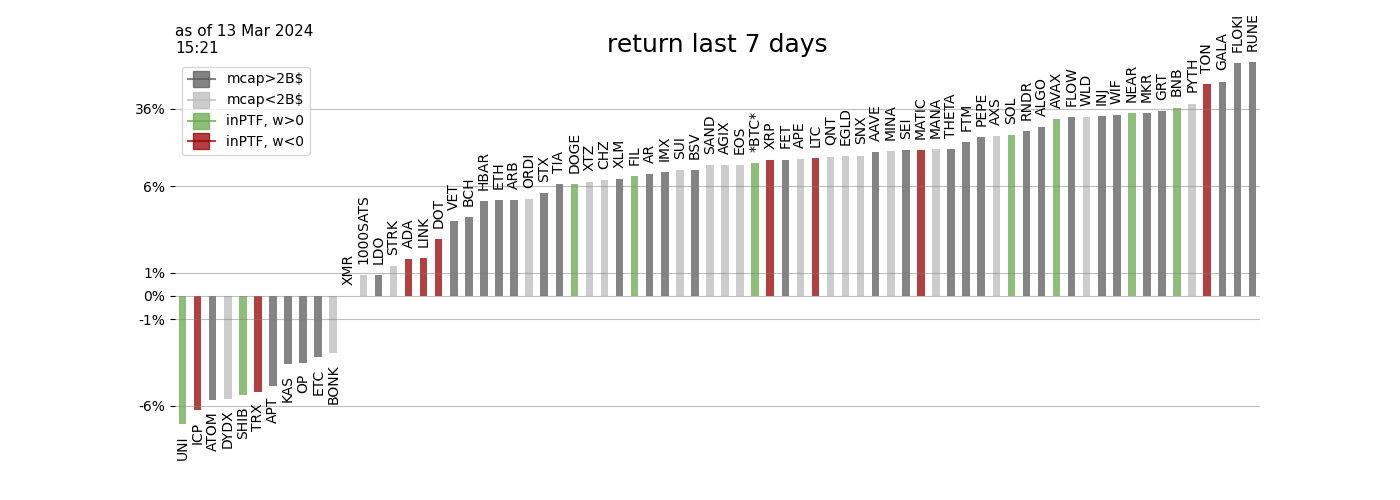 as of 13 Mar 2024
15:21
return last 7 days
mcap>2B$
mcap<2B$
inPTF, w>0
inPTF, w<0
36%
6%
1%
0%
-1%
-6%
UNI
ICP
ATOM
DYDX
SHIB
TRX
APT
KAS
OP
ETC
BONK
XMR
1000SATS
LDO
STRK
ADA
LINK
DOT
VET
BCH
HBAR
ETH
ARB
ORDI
STX
TIA
DOGE
XTZ
CHZ
XLM
FIL
AR
IMX
SUI
BSV
SAND
AGIX
EOS
*BTC*
XRP
FET
APE
LTC
QNT
EGLD
SNX
AAVE
MINA
SEI
MATIC
MANA
THETA
FTM
PEPE
AXS
SOL
RNDR
ALGO
AVAX
FLOW
WLD
INJ
WIF
NEAR
MKR
GRT
BNB
PYTH
TON
GALA
FLOKI
RUNE